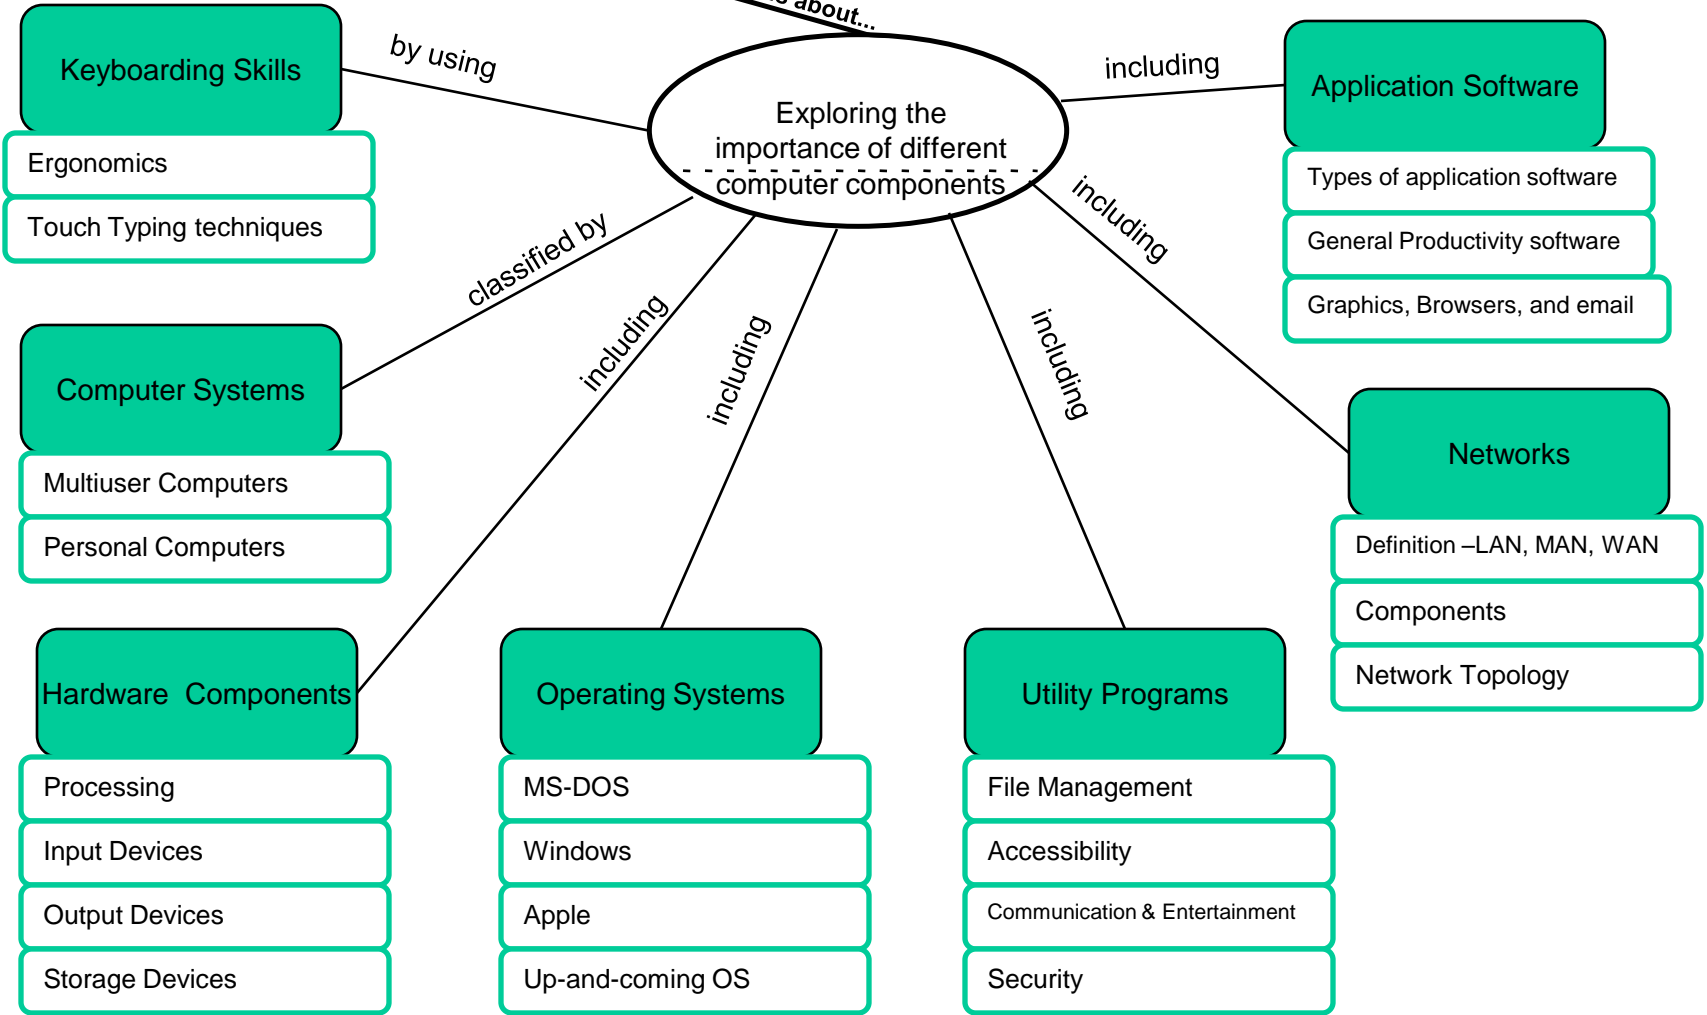 about...
Exploring the
importance of different
computer components
by using
Keyboarding Skills
Ergonomics
Touch Typing techniques
classified by
Computer Systems
Multiuser Computers
Personal Computers
including
Hardware Components
Processing
Input Devices
Output Devices
Storage Devices
including
Operating Systems
MS-DOS
Windows
Apple
Up-and-coming OS
including
Utility Programs
File Management
Accessibility
Communication & Entertainment
Security
including
Networks
Definition –LAN, MAN, WAN
Components
Network Topology
including
Application Software
Types of application software
General Productivity software
Graphics, Browsers, and email